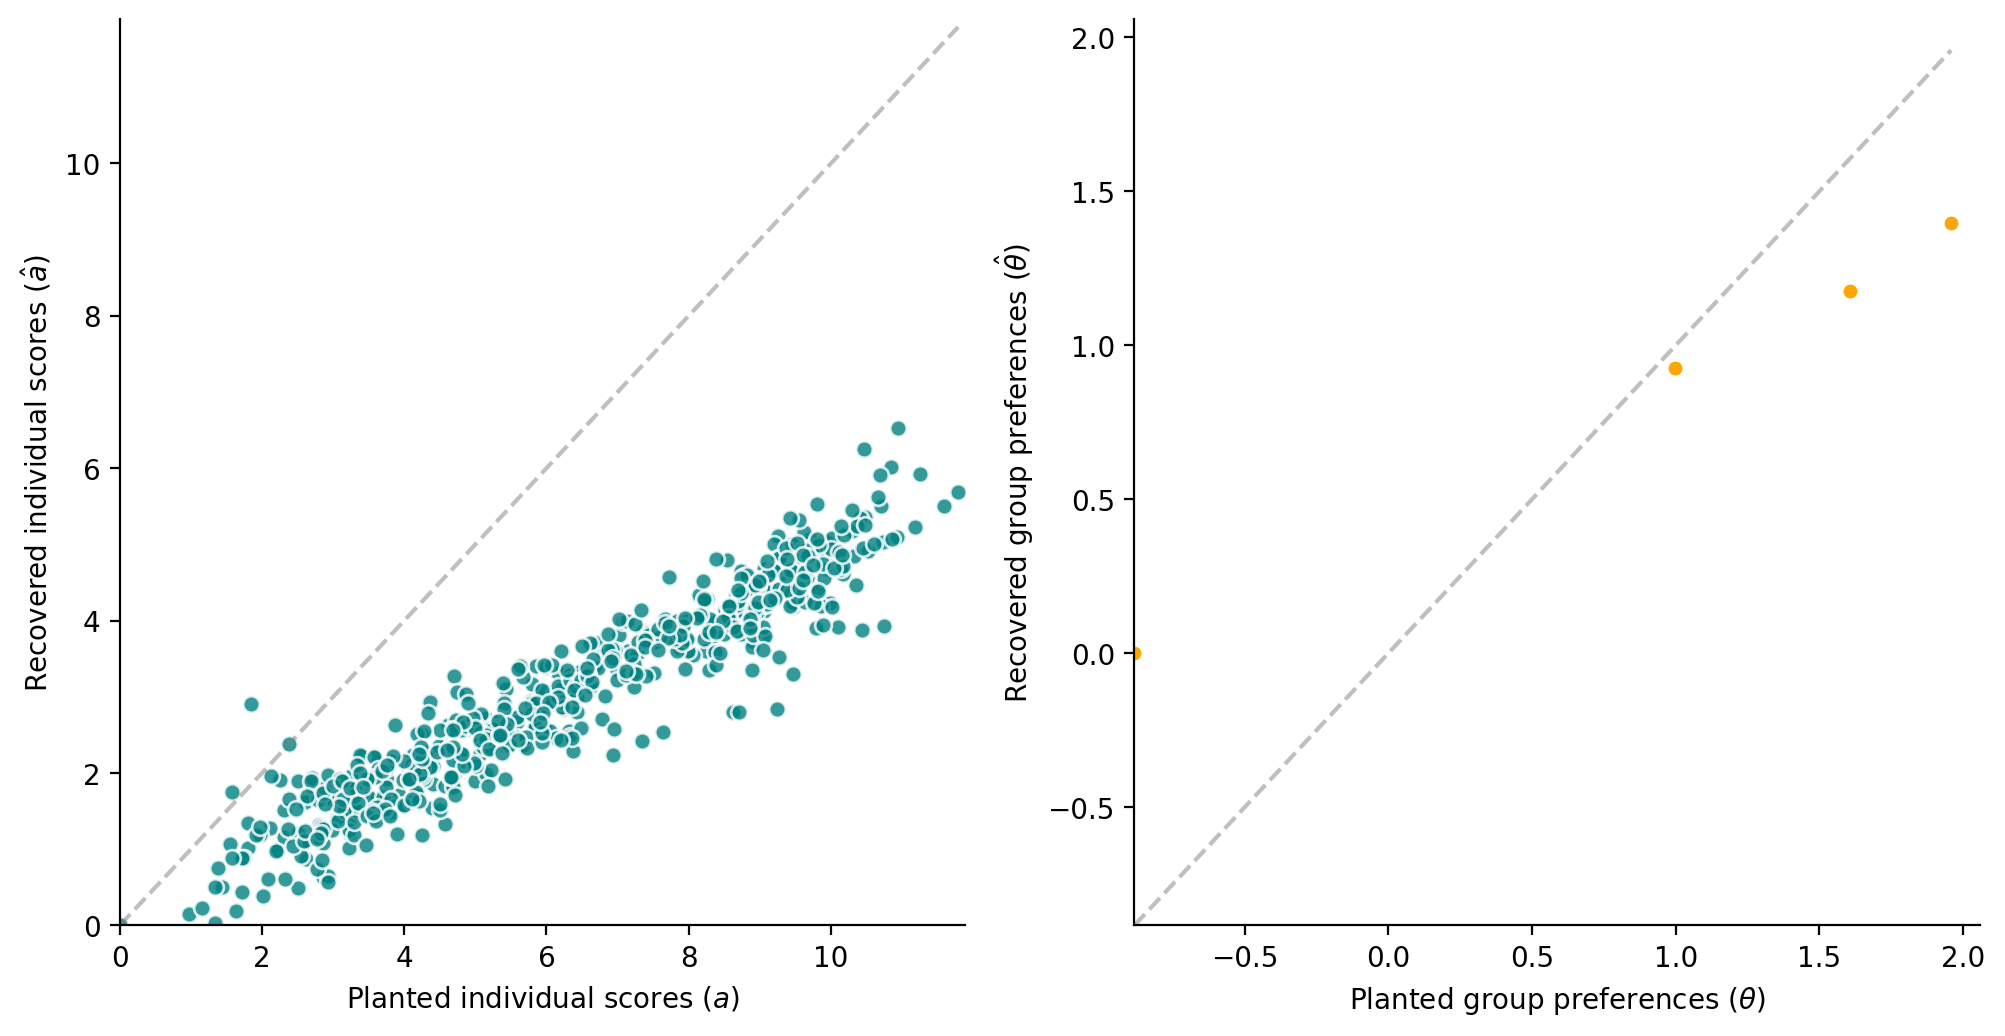 Recovered individual scores (â)
10
8
6
4
2
0
0 2 4 6 8 10
Planted individual scores (a)
Recovered group preferences (θ̂)
2.0
1.5
1.0
0.5
0.0
−0.5
−0.5 0.0 0.5 1.0 1.5 2.0
Planted group preferences (θ)